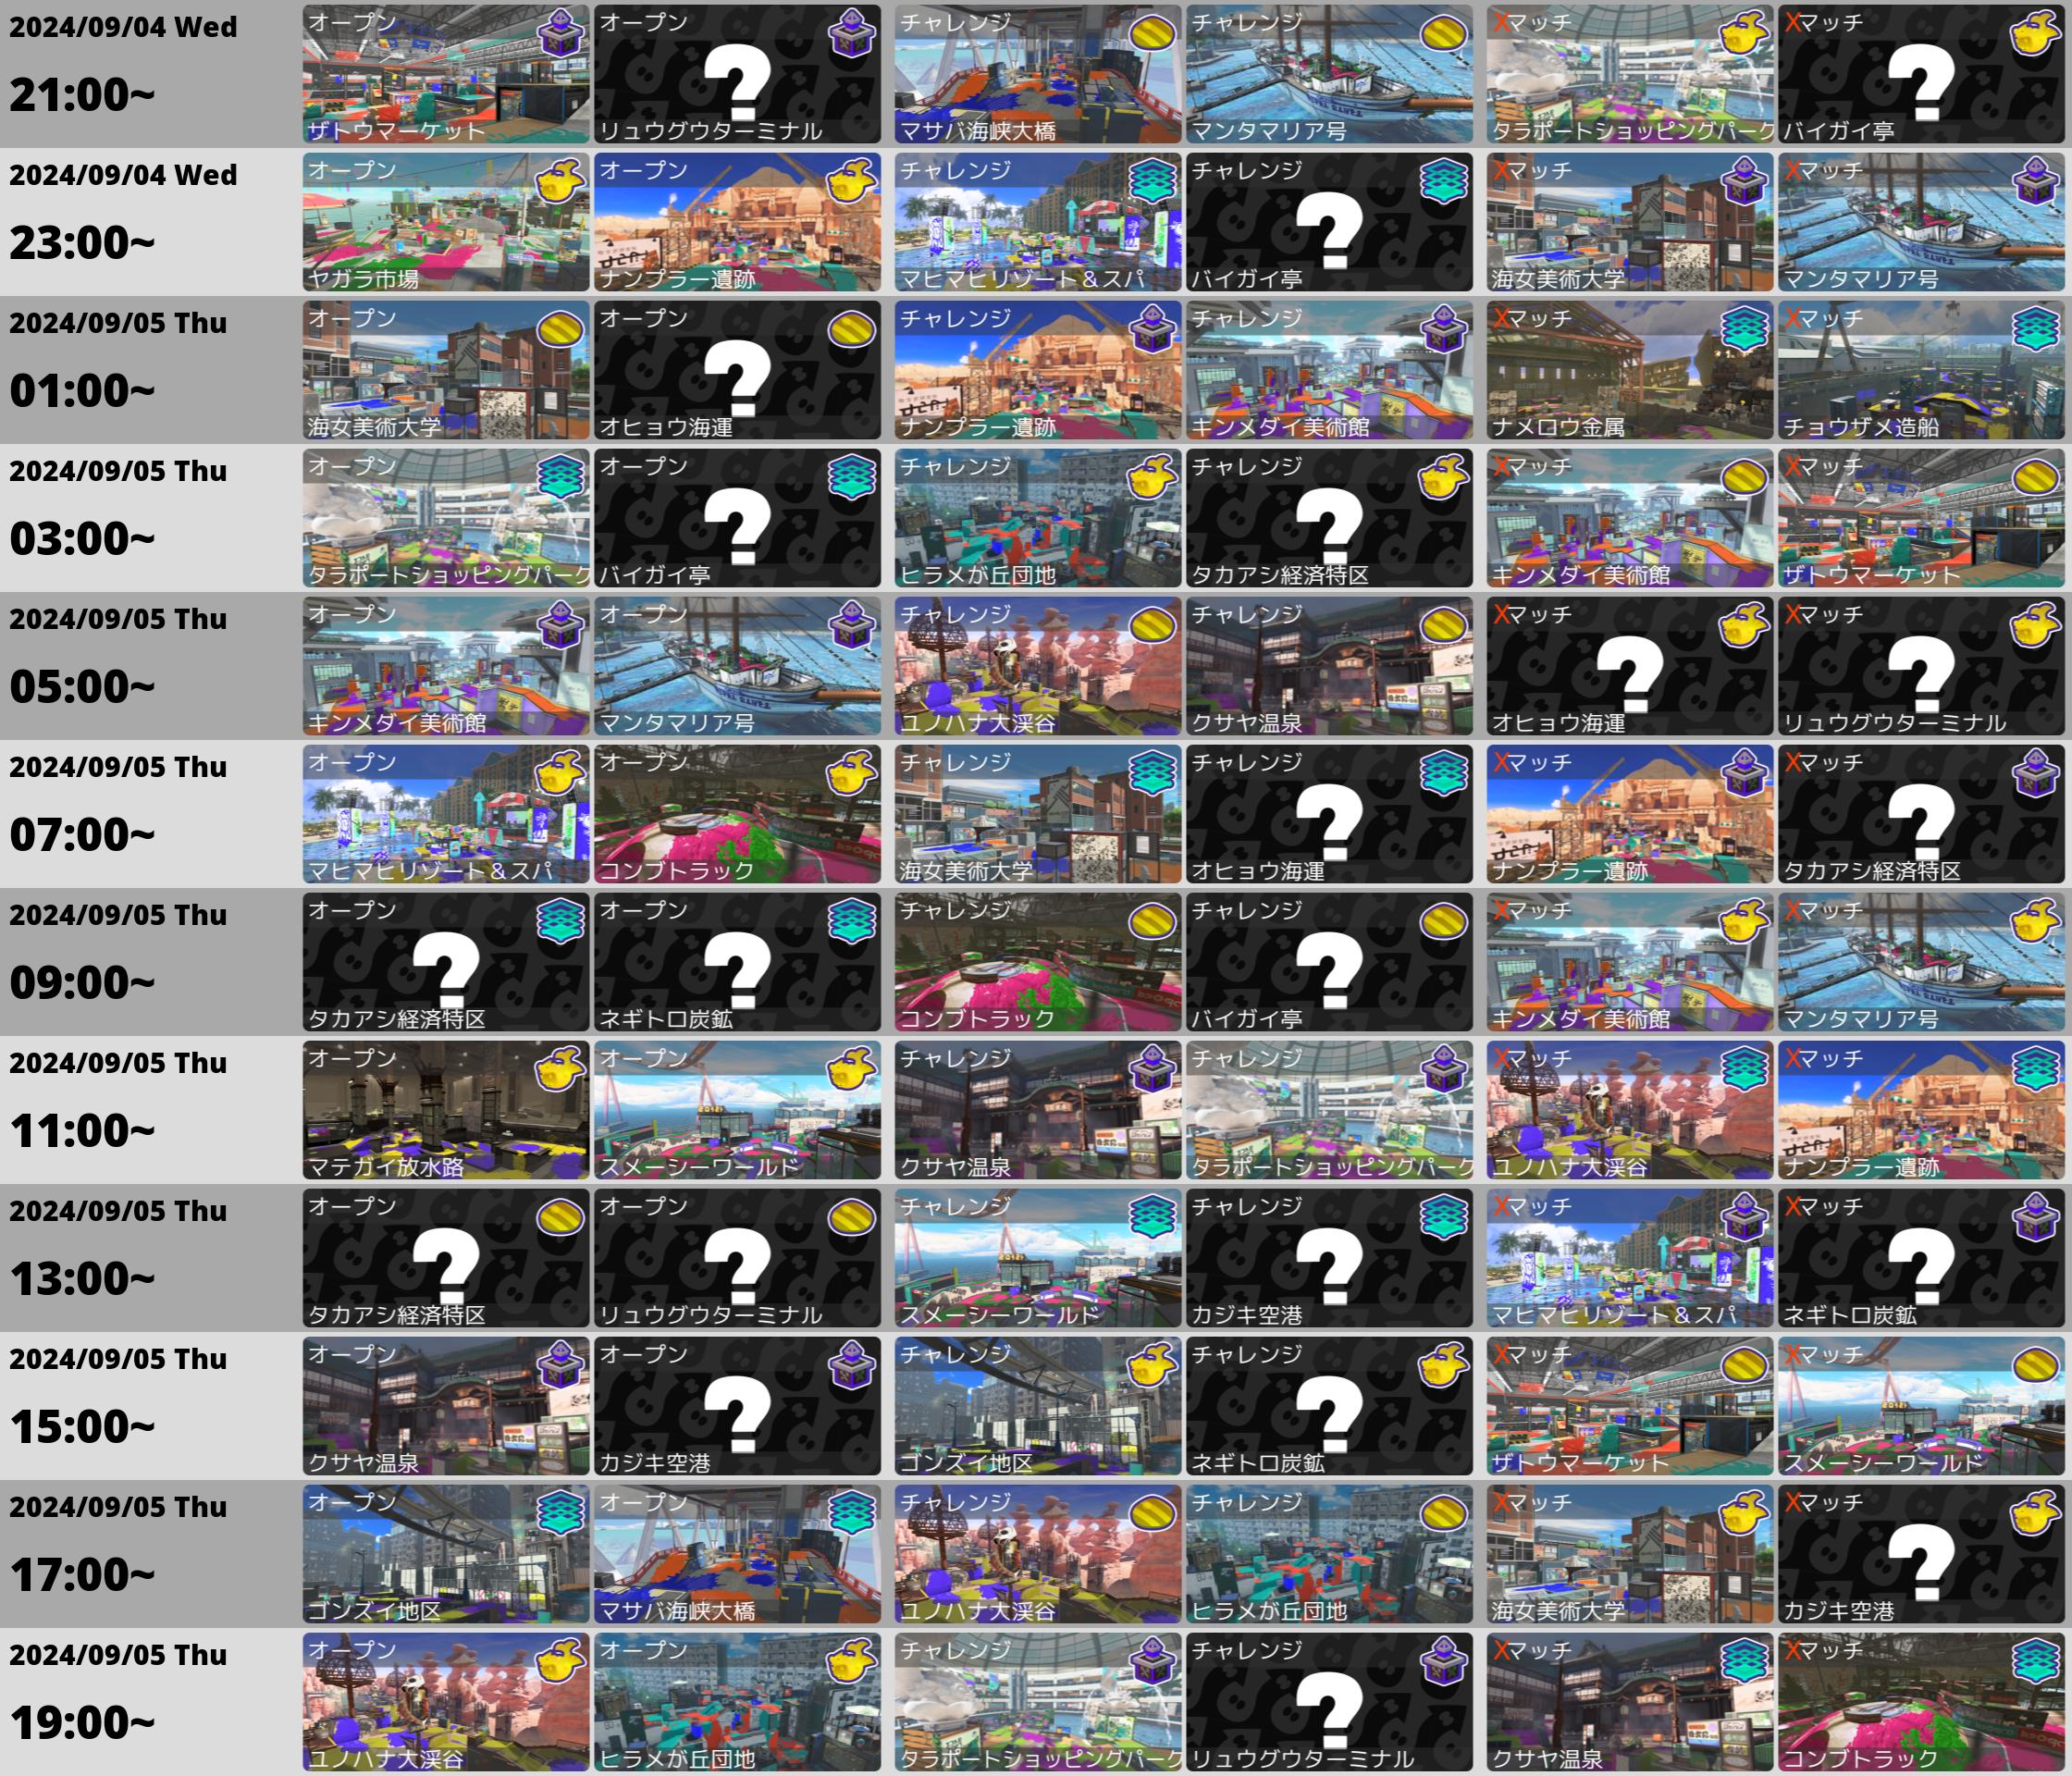 2024/09/04 Wed
21:00~
オープン
ザトウマーケット
オープン
リュウグウターミナル
チャレンジ
マサバ海峡大橋
チャレンジ
マンタマリア号
Xマッチ
タラポートショッピングパーク
Xマッチ
バイガイ亭
2024/09/04 Wed
23:00~
オープン
ヤガラ市場
オープン
ナンプラー遺跡
チャレンジ
マヒマヒリゾート＆スパ
チャレンジ
バイガイ亭
Xマッチ
海女美術大学
Xマッチ
マンタマリア号
2024/09/05 Thu
01:00~
オープン
海女美術大学
オープン
オヒョウ海運
チャレンジ
ナンプラー遺跡
チャレンジ
キンメダイ美術館
Xマッチ
ナメロウ金属
Xマッチ
チョウザメ造船
2024/09/05 Thu
03:00~
オープン
タラポートショッピングパーク
オープン
バイガイ亭
チャレンジ
ヒラメが丘団地
チャレンジ
タカアシ経済特区
Xマッチ
キンメダイ美術館
Xマッチ
ザトウマーケット
2024/09/05 Thu
05:00~
オープン
キンメダイ美術館
オープン
マンタマリア号
チャレンジ
ユノハナ大渓谷
チャレンジ
クサヤ温泉
Xマッチ
オヒョウ海運
Xマッチ
リュウグウターミナル
2024/09/05 Thu
07:00~
オープン
マヒマヒリゾート＆スパ
オープン
コンブトラック
チャレンジ
海女美術大学
チャレンジ
オヒョウ海運
Xマッチ
ナンプラー遺跡
Xマッチ
タカアシ経済特区
2024/09/05 Thu
09:00~
オープン
タカアシ経済特区
オープン
ネギトロ炭鉱
チャレンジ
コンブトラック
チャレンジ
バイガイ亭
Xマッチ
キンメダイ美術館
Xマッチ
マンタマリア号
2024/09/05 Thu
11:00~
オープン
マテガイ放水路
オープン
スメーシーワールド
チャレンジ
クサヤ温泉
チャレンジ
タラポートショッピングパーク
Xマッチ
ユノハナ大渓谷
Xマッチ
ナンプラー遺跡
2024/09/05 Thu
13:00~
オープン
タカアシ経済特区
オープン
リュウグウターミナル
チャレンジ
スメーシーワールド
チャレンジ
カジキ空港
Xマッチ
マヒマヒリゾート＆スパ
Xマッチ
ネギトロ炭鉱
2024/09/05 Thu
15:00~
オープン
クサヤ温泉
オープン
カジキ空港
チャレンジ
ゴンズイ地区
チャレンジ
ネギトロ炭鉱
Xマッチ
ザトウマーケット
Xマッチ
スメーシーワールド
2024/09/05 Thu
17:00~
オープン
ゴンズイ地区
オープン
マサバ海峡大橋
チャレンジ
ユノハナ大渓谷
チャレンジ
ヒラメが丘団地
Xマッチ
海女美術大学
Xマッチ
カジキ空港
2024/09/05 Thu
19:00~
オープン
ユノハナ大渓谷
オープン
ヒラメが丘団地
チャレンジ
タラポートショッピングパーク
チャレンジ
リュウグウターミナル
Xマッチ
クサヤ温泉
Xマッチ
コンブトラック